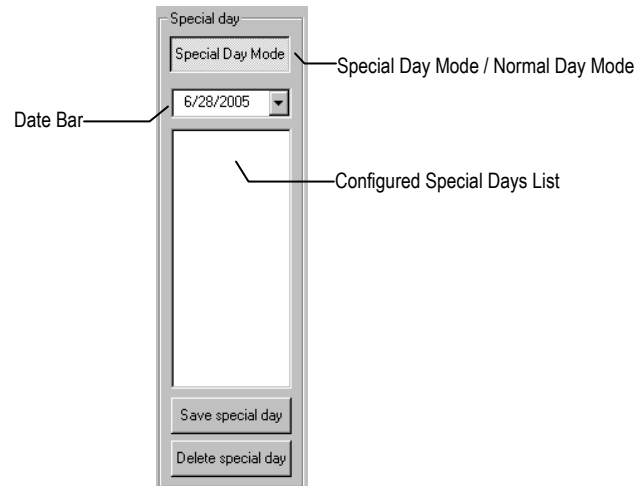 Special day
Special Day Mode
Special Day Mode / Normal Day Mode
6/28/2005
Date Bar
Configured Special Days List
Save special day
Delete special day